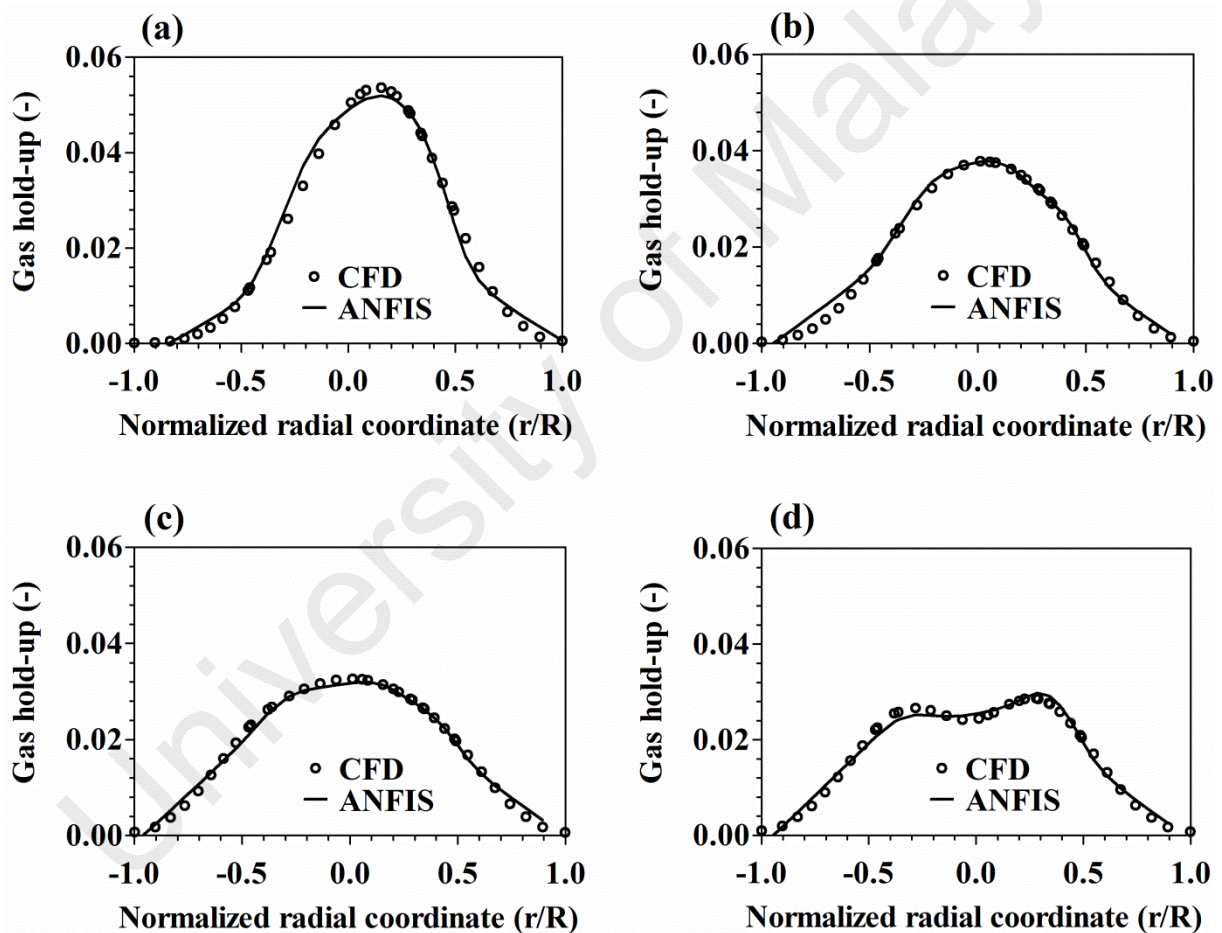 (a)
0.06
0.04
0.02
0.00
Gas hold-up (-)
CFD
ANFIS
-1.0 -0.5 0.0 0.5 1.0
Normalized radial coordinate (r/R)
(b)
0.06
0.04
0.02
0.00
Gas hold-up (-)
CFD
ANFIS
-1.0 -0.5 0.0 0.5 1.0
Normalized radial coordinate (r/R)
(c)
0.06
0.04
0.02
0.00
Gas hold-up (-)
CFD
ANFIS
-1.0 -0.5 0.0 0.5 1.0
Normalized radial coordinate (r/R)
(d)
0.06
0.04
0.02
0.00
Gas hold-up (-)
CFD
ANFIS
-1.0 -0.5 0.0 0.5 1.0
Normalized radial coordinate (r/R)
University of Malay